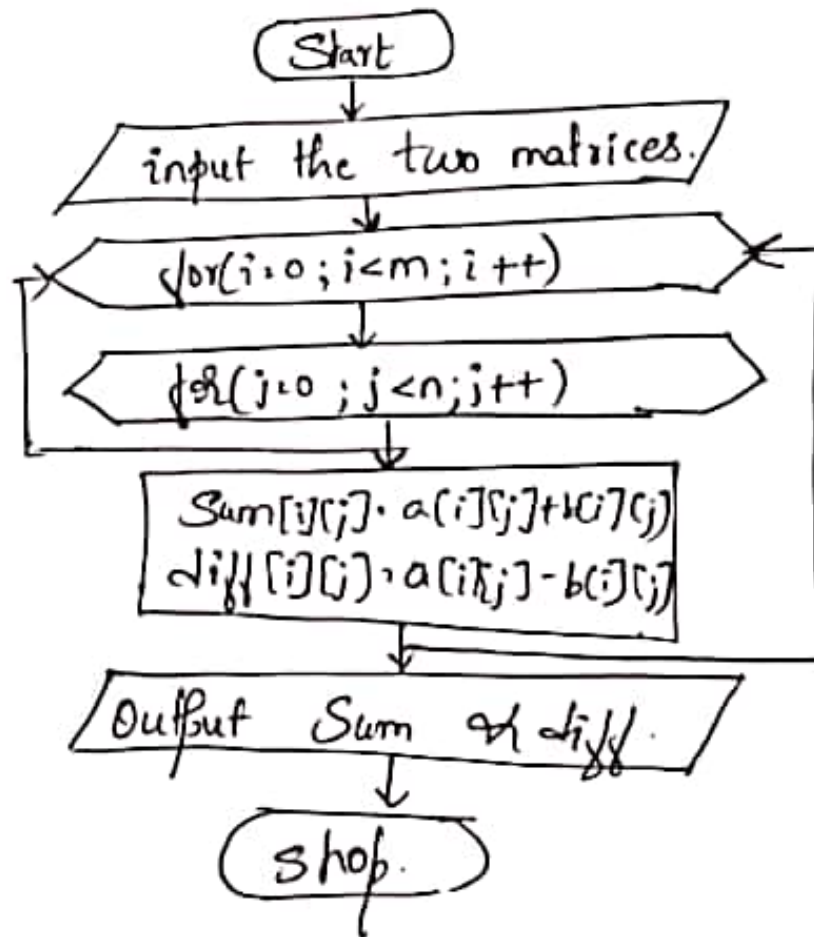 Start
input the two matrices.
for(i=0 ; i<m ; i++)
for(j=0 ; j<n; j++)
Sum[i][j] = a[i][j]+b[i][j]
diff[i][j] = a[i][j] - b[i][j]
Output Sum diff.
stop.